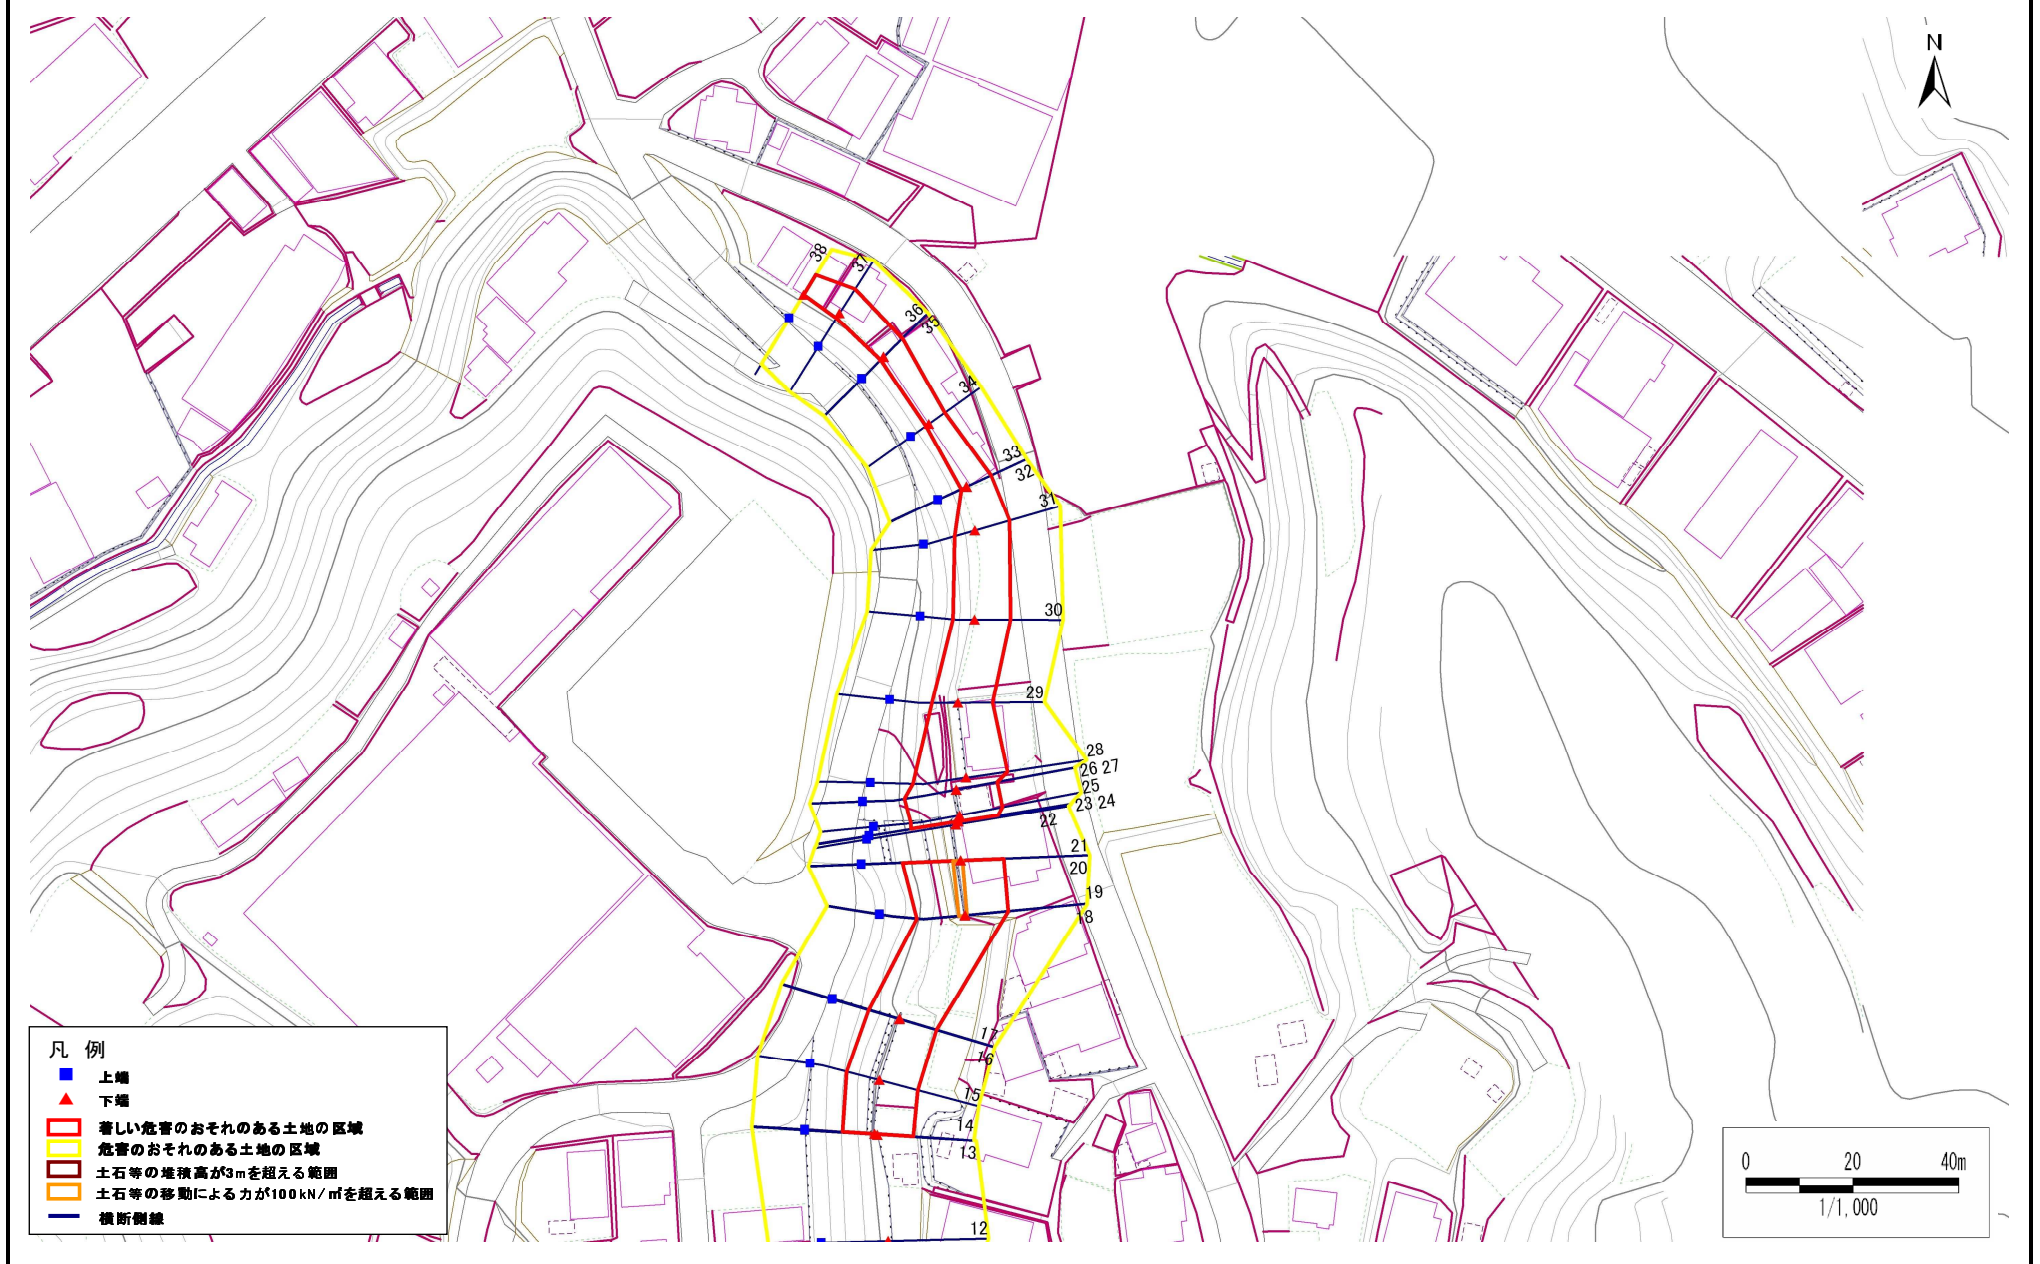 N
38
37
36
35
34
33
32
31
30
29
28
26 27
25
23 24
22
21
20
19
18
17
16
15
14
13
12
凡 例
上端
下端
著しい危害のおそれのある土地の区域
危害のおそれのある土地の区域
土石等の堆積高が3mを超える範囲
土石等の移動による力が100kN/㎡を超える範囲
横断側線
0 20 40m
1/1,000